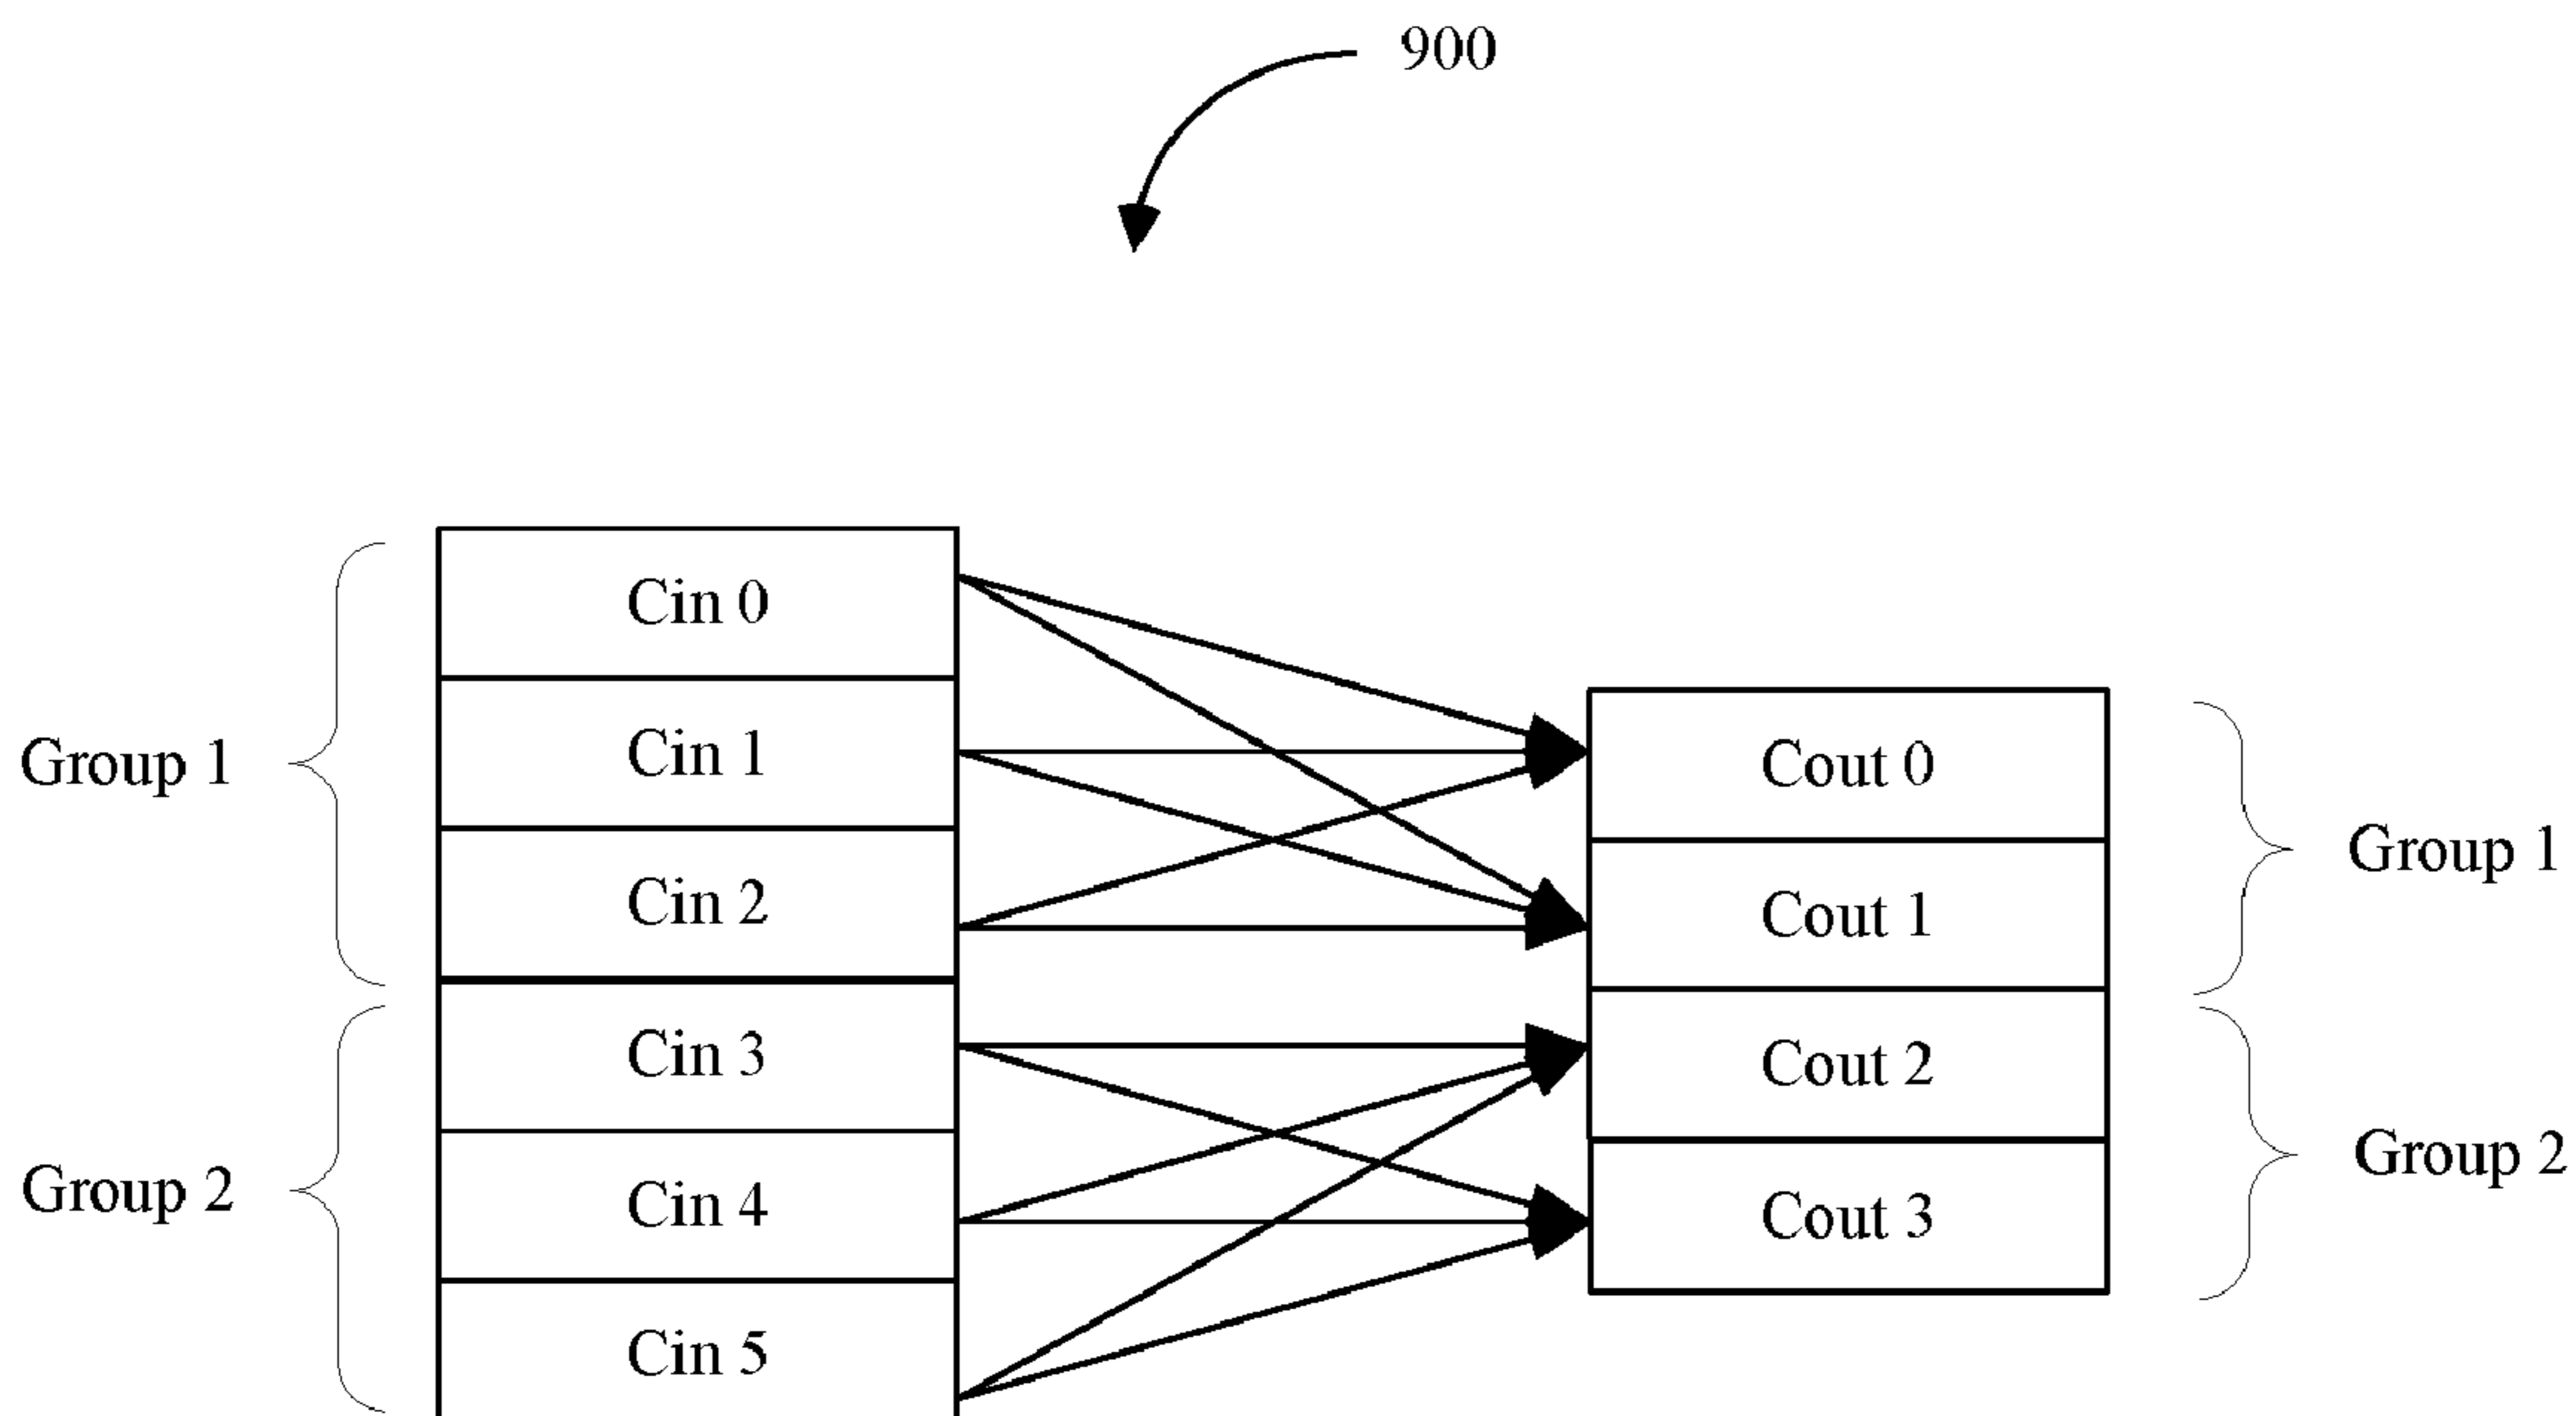 900
Group 1
Group 2
Cin 0
Cin 1
Cin 2
Cin 3
Cin 4
Cin 5
Cout 0
Cout 1
Cout 2
Cout 3
Group 1
Group 2